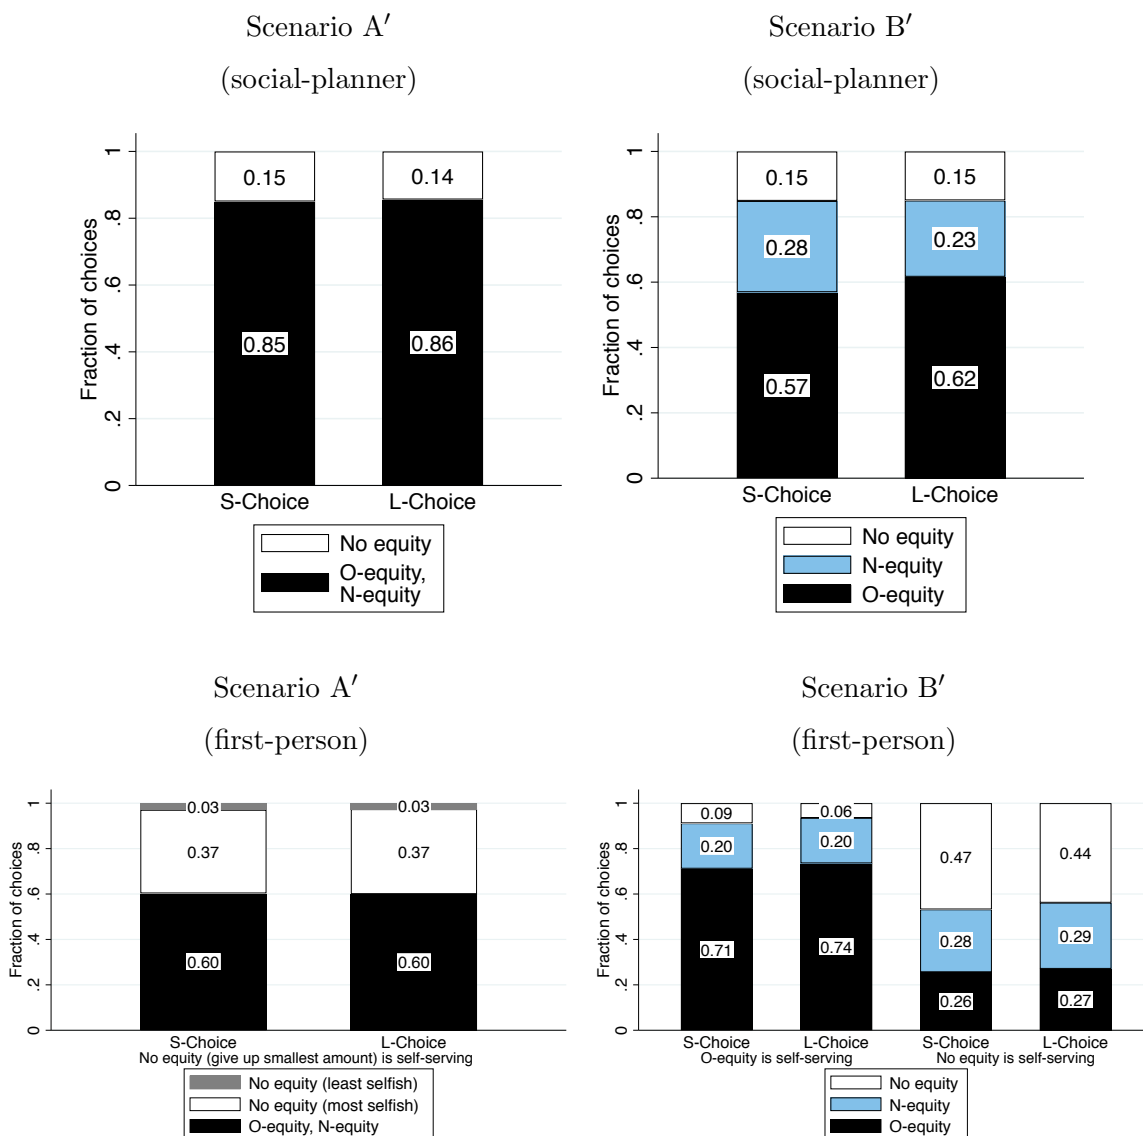 Scenario A′
(social-planner)
Fraction of choices
1
.8
.6
.4
.2
0
0.15
0.14
0.85
0.86
S-Choice
L-Choice
No equity
O-equity,
N-equity
Scenario B′
(social-planner)
Fraction of choices
1
.8
.6
.4
.2
0
0.15
0.15
0.28
0.23
0.57
0.62
S-Choice
L-Choice
No equity
N-equity
O-equity
Scenario A′
(first-person)
Fraction of choices
1
.8
.6
.4
.2
0
0.03
0.03
0.37
0.37
0.60
0.60
S-Choice
L-Choice
No equity (give up smallest amount) is self-serving
No equity (least selfish)
No equity (most selfish)
O-equity, N-equity
Scenario B′
(first-person)
Fraction of choices
1
.8
.6
.4
.2
0
0.09
0.06
0.20
0.20
0.47
0.44
0.71
0.74
0.28
0.29
0.26
0.27
S-Choice
L-Choice
S-Choice
L-Choice
O-equity is self-serving
No equity is self-serving
No equity
N-equity
O-equity